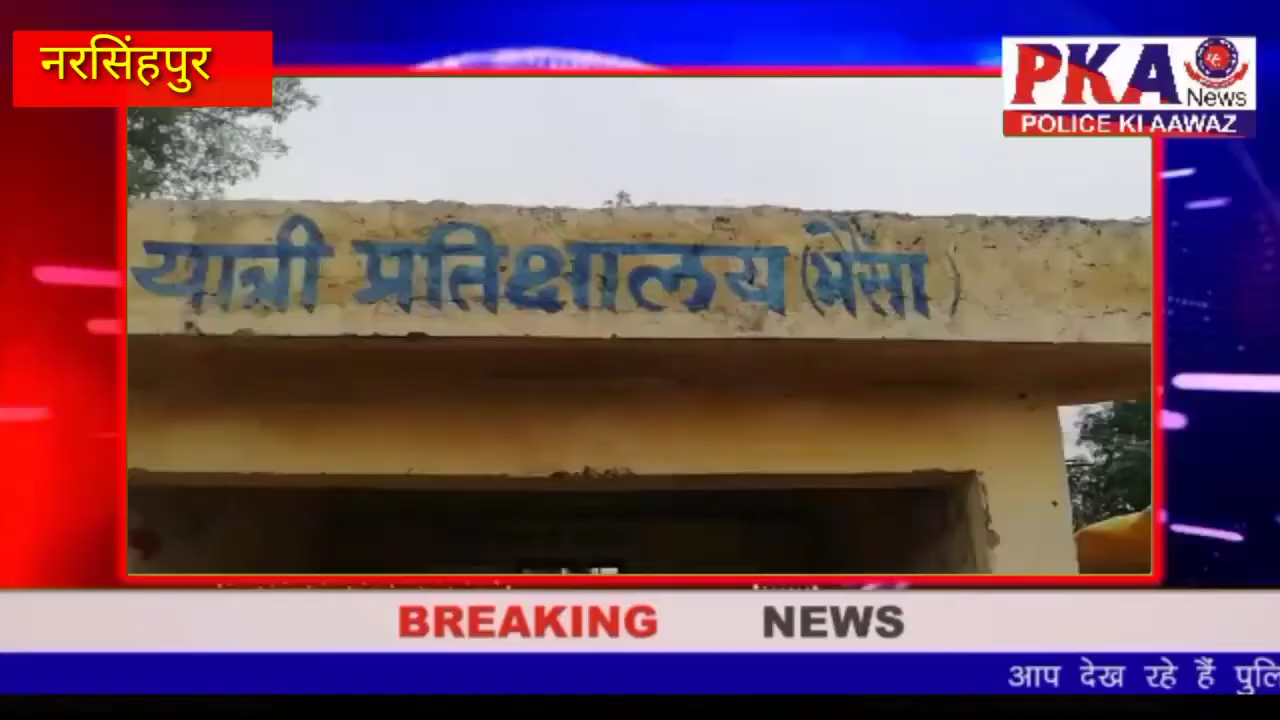 नरसिंहपुर
PKA
News
POLICE KI AAWAZ
यात्री प्रतिक्षालय (भैंसा)
BREAKING NEWS
आप देख रहे हैं